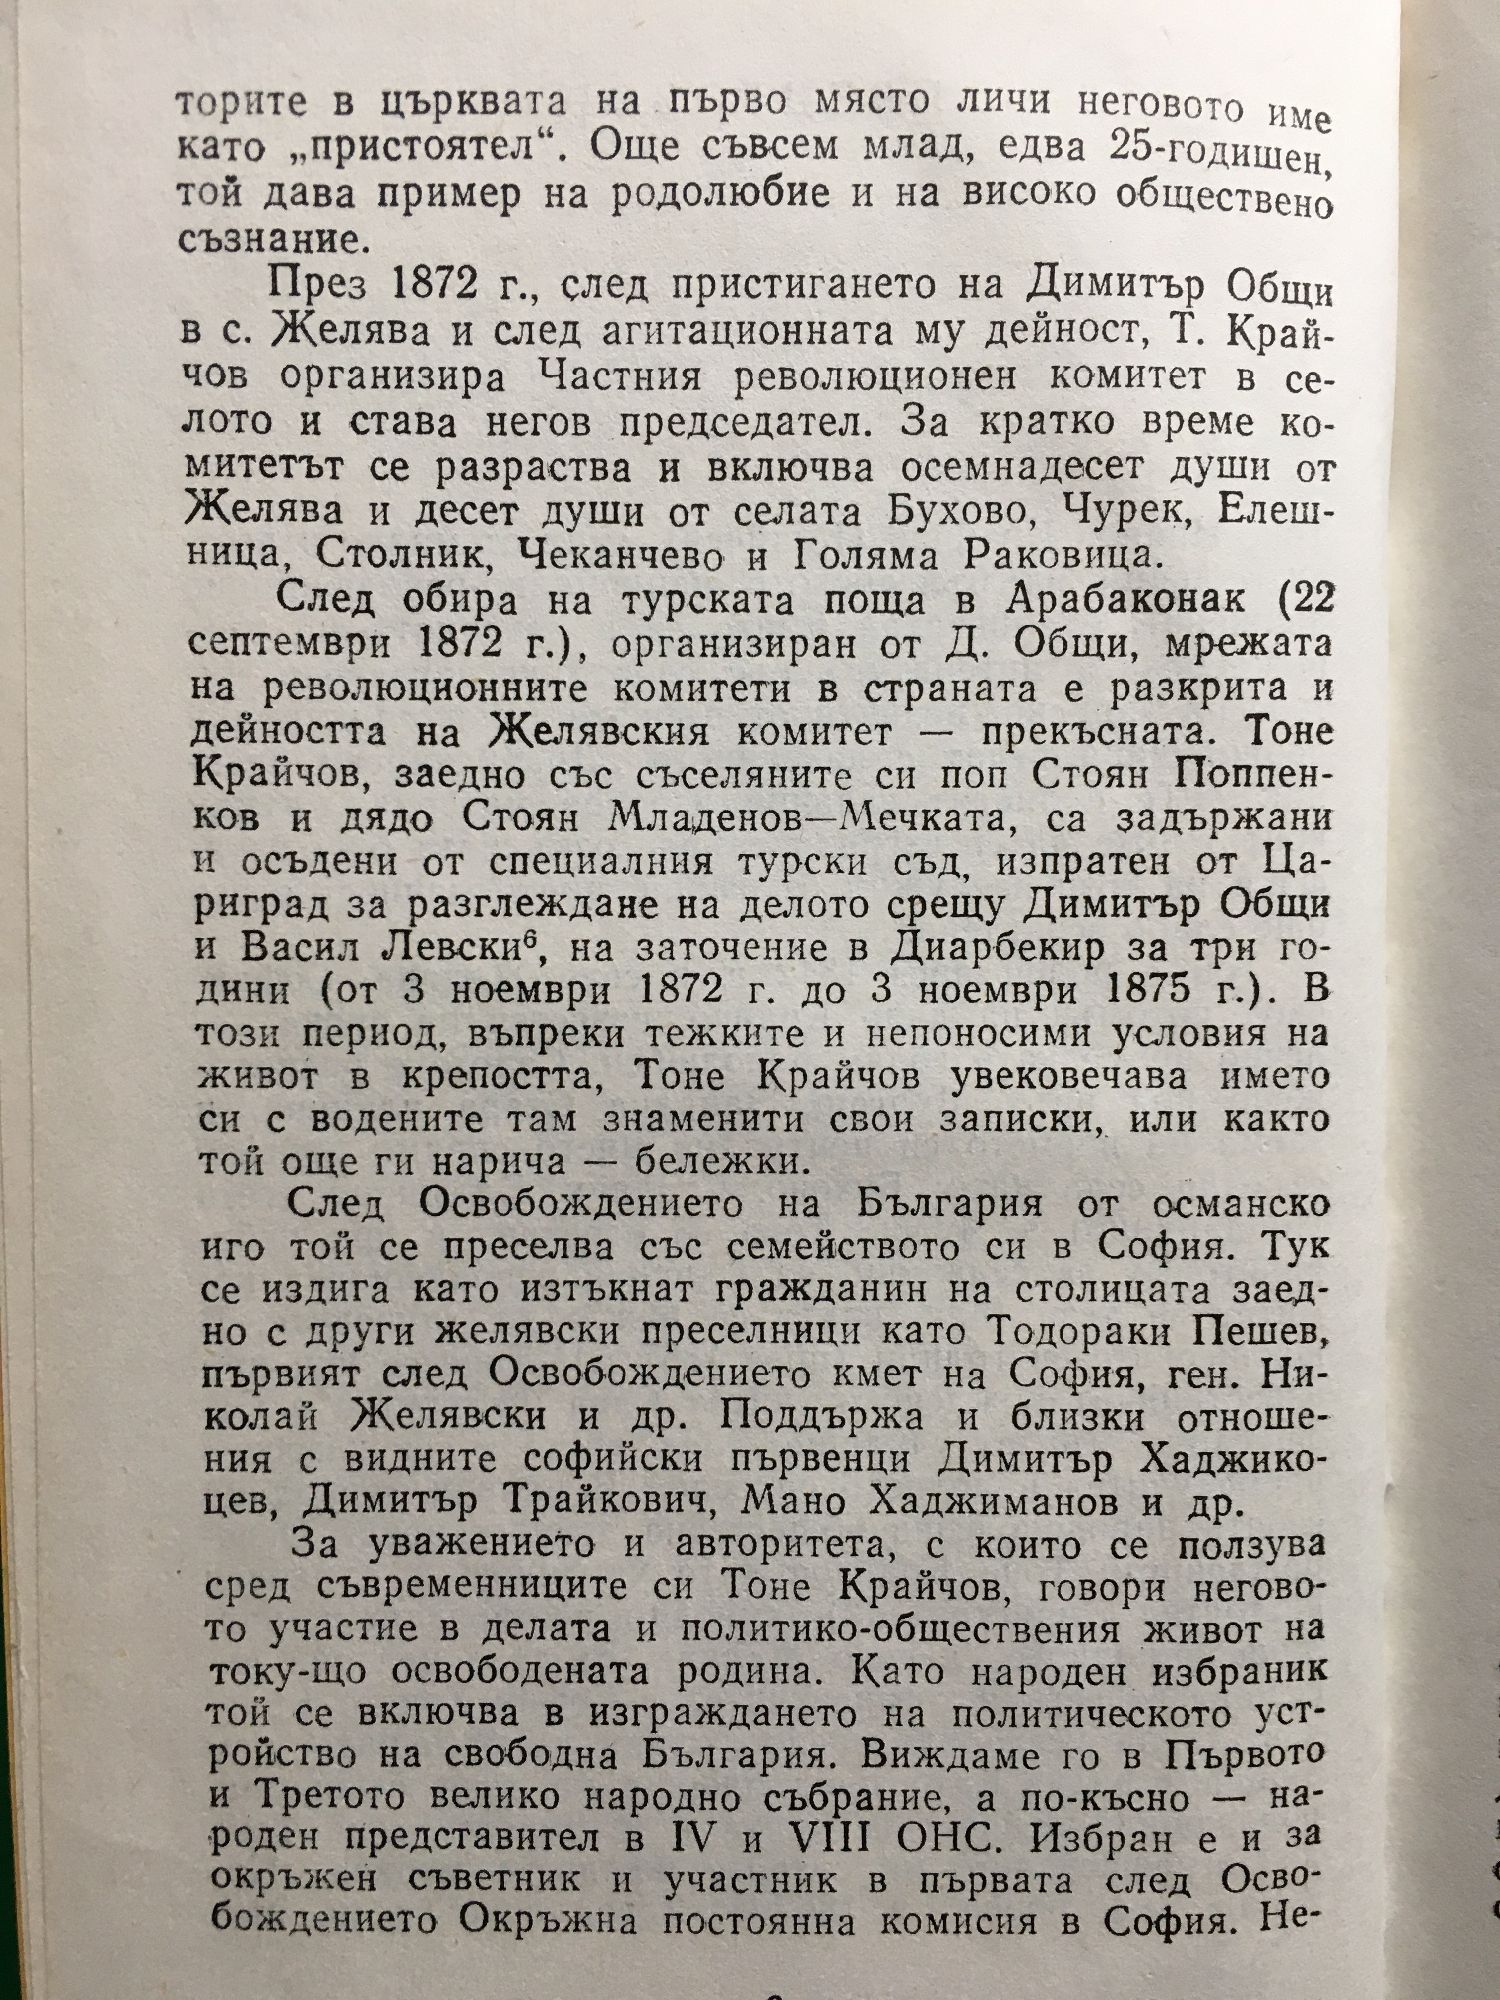 торите в църквата на първо място личи неговото име
като „пристоятел“. Още съвсем млад, едва 25-годишен,
той дава пример на родолюбие и на високо обществено
съзнание.
През 1872 г., след пристигането на Димитър Общи
в с. Желява и след агитационната му дейност, Т. Край-
чов организира Частния революционен комитет в се-
лото и става негов председател. За кратко време ко-
митетът се разраства и включва осемнадесет души от
Желява и десет души от селата Бухово, Чурек, Елеш-
ница, Столник, Чеканчево и Голяма Раковица.
След обира на турската поща в Арабаконак (22
септември 1872 г.), организиран от Д. Общи, мрежата
на революционните комитети в страната е разкрита и
дейността на Желявския комитет — прекъсната. Тоне
Крайчов, заедно със съселяните си поп Стоян Поппен-
ков и дядо Стоян Младенов—Мечката, са задържани
и осъдени от специалния турски съд, изпратен от Ца-
риград за разглеждане на делото срещу Димитър Общи
и Васил Левски⁶, на заточение в Диарбекир за три го-
дини (от 3 ноември 1872 г. до 3 ноември 1875 г.). В
този период, въпреки тежките и непоносими условия на
живот в крепостта, Тоне Крайчов увековечава името
си с водените там знаменити свои записки, или както
той още ги нарича — бележки.
След Освобождението на България от османско
иго той се преселва със семейството си в София. Тук
се издига като изтъкнат гражданин на столицата заед-
но с други желявски преселници като Тодораки Пешев,
първият след Освобождението кмет на София, ген. Ни-
колай Желявски и др. Поддържа и близки отноше-
ния с видните софийски първенци Димитър Хаджико-
цев, Димитър Трайкович, Мано Хаджиманов и др.
За уважението и авторитета, с които се ползува
сред съвременниците си Тоне Крайчов, говори негово-
то участие в делата и политико-обществения живот на
току-що освободената родина. Като народен избраник
той се включва в изграждането на политическото уст-
ройство на свободна България. Виждаме го в Първото
и Третото велико народно събрание, а по-късно — на-
роден представител в IV и VIII ОНС. Избран е и за
окръжен съветник и участник в първата след Осво-
бождението Окръжна постоянна комисия в София. Не-